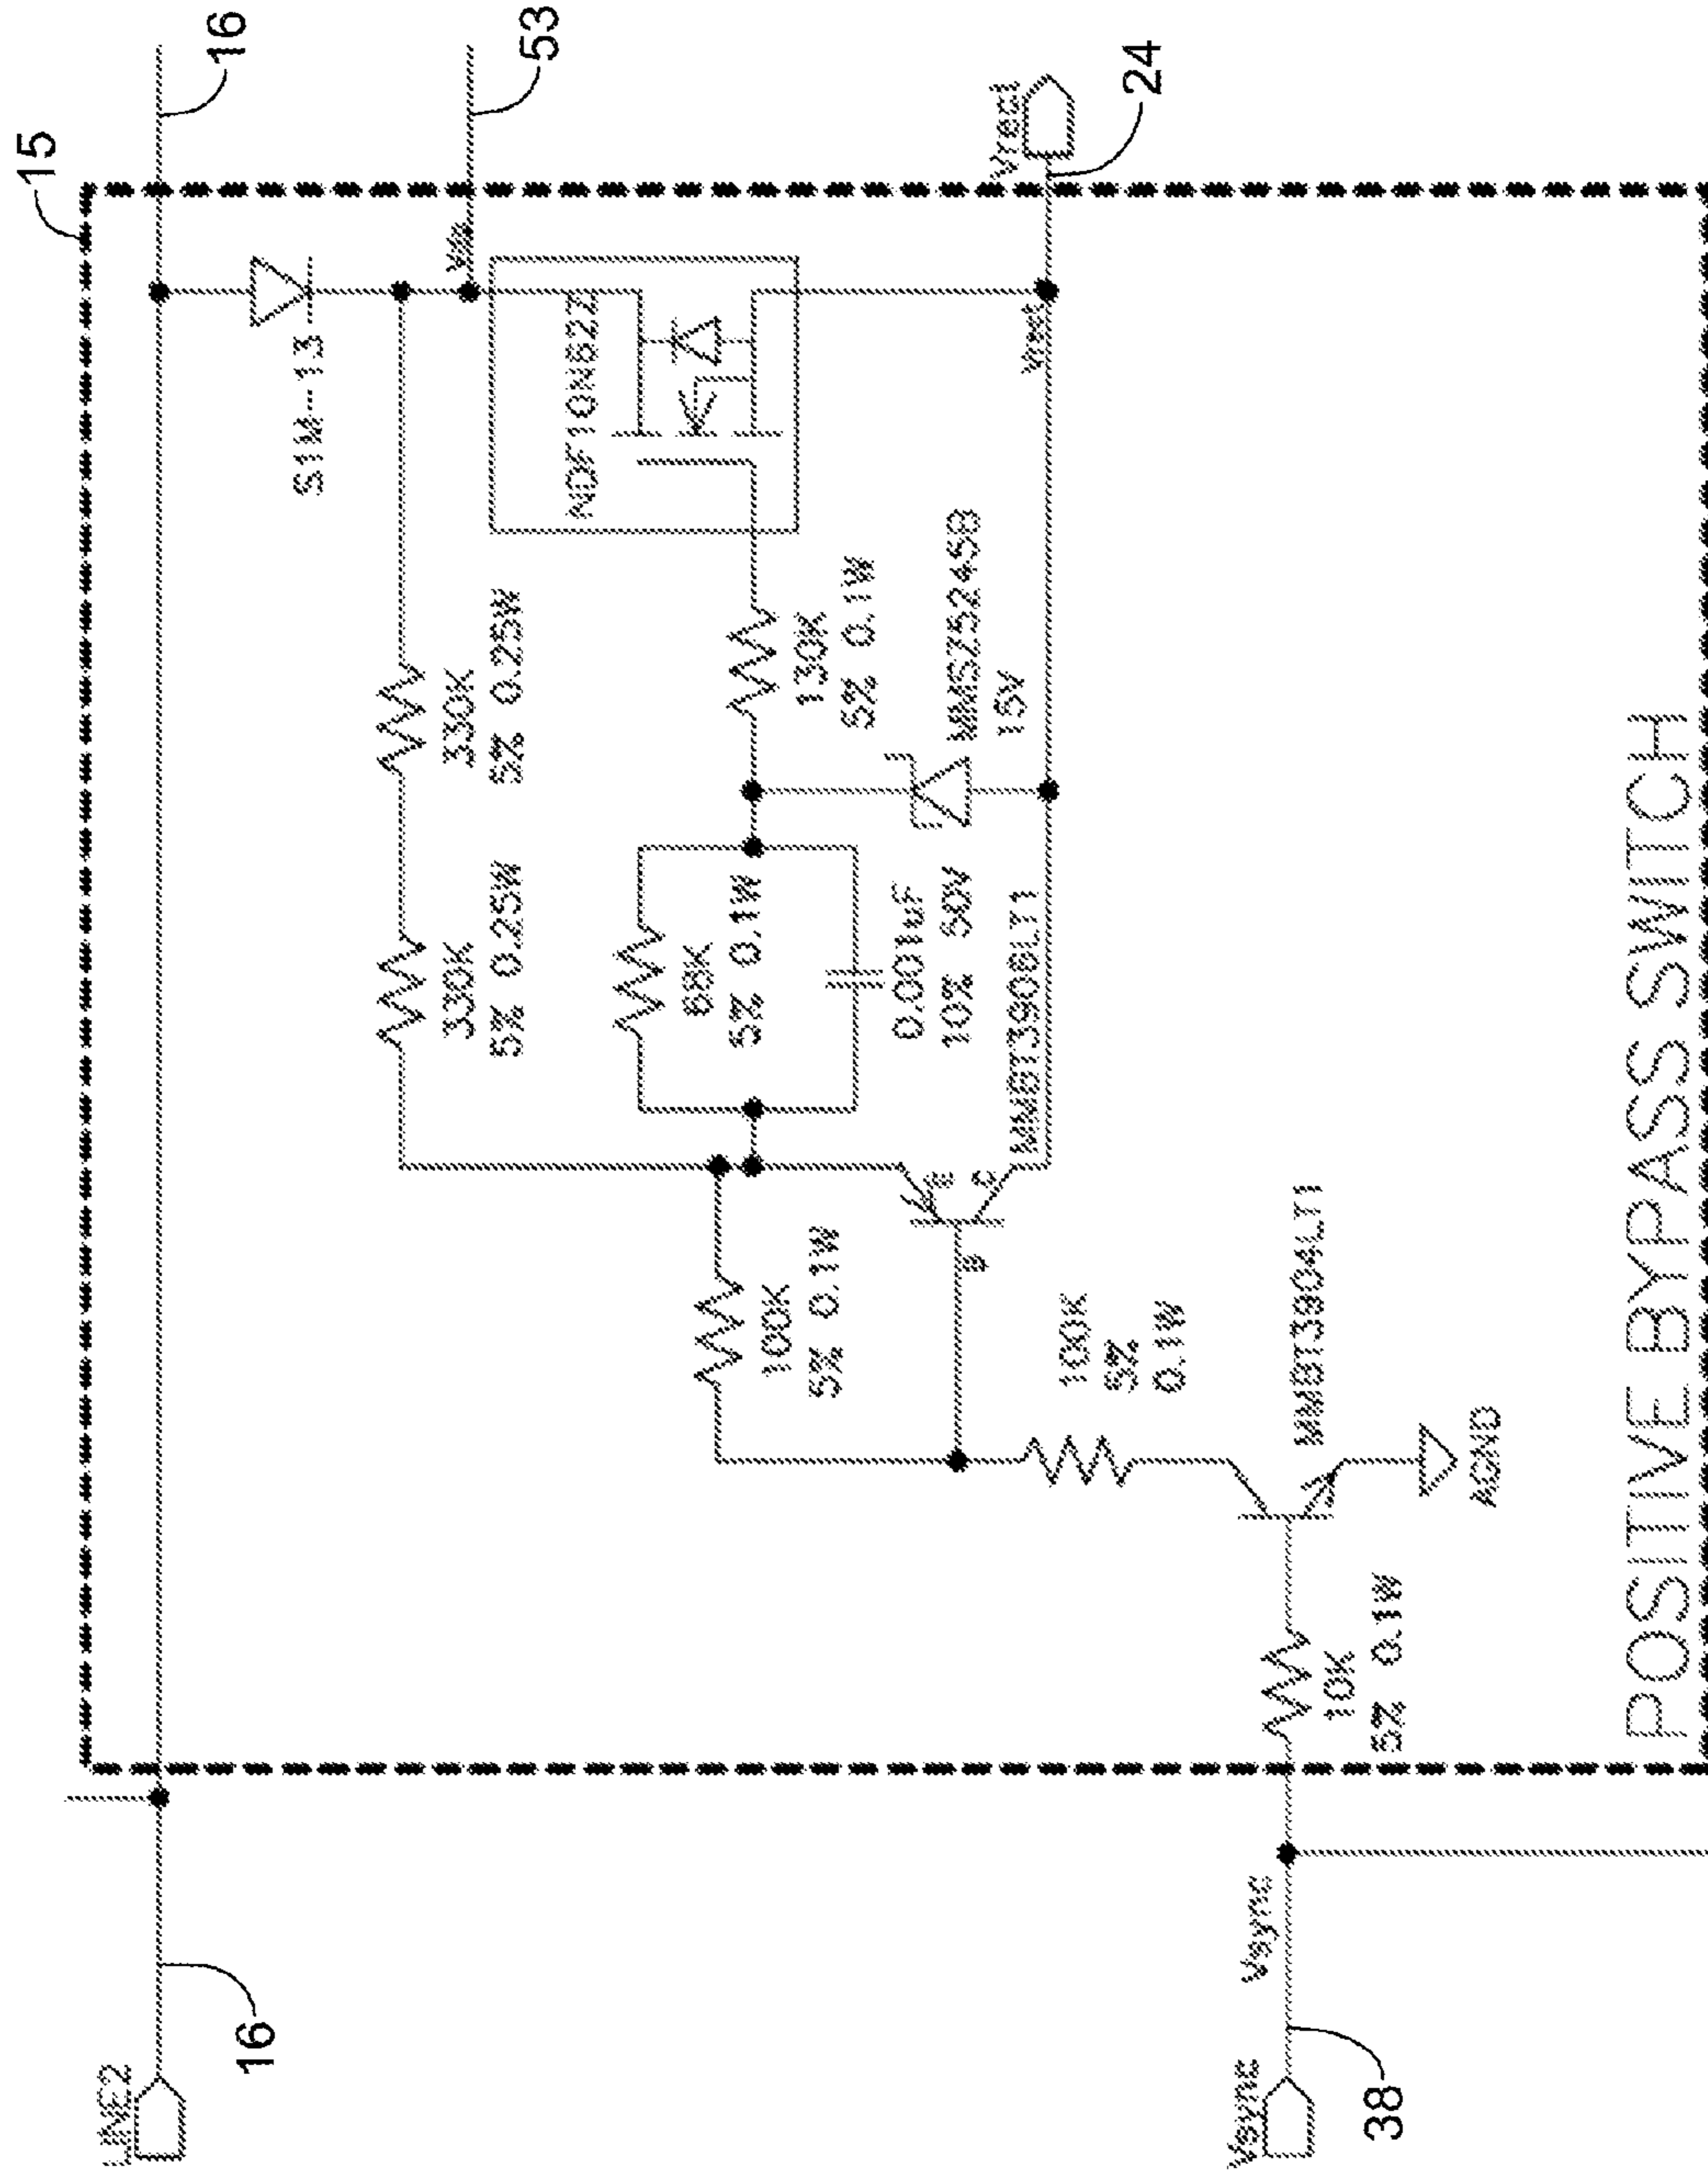 15
16
LINE2
16
S1M-13
53
Vin
330K
5% 0.25W
330K
5% 0.25W
NDF10N62Z
68K
5% 0.1W
130K
5% 0.1W
0.001uF
10% 50V
MMSZ5245B
15V
Vrect
24
Vrect
100K
5% 0.1W
E
C
B
MMBT3906LT1
100K
5%
0.1W
MMBT3904LT1
AGND
Vsync
Vsync
38
10K
5% 0.1W
POSITIVE BYPASS SWITCH